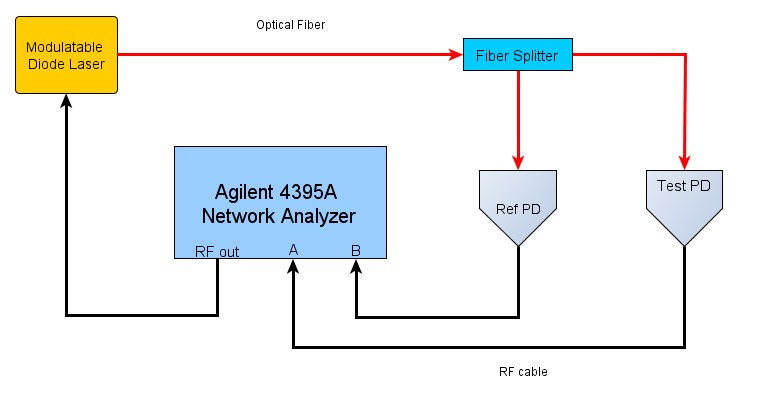 Optical Fiber
Modulatable
Diode Laser
Fiber Splitter
Agilent 4395A
Network Analyzer
RF out
A
B
Ref PD
Test PD
RF cable